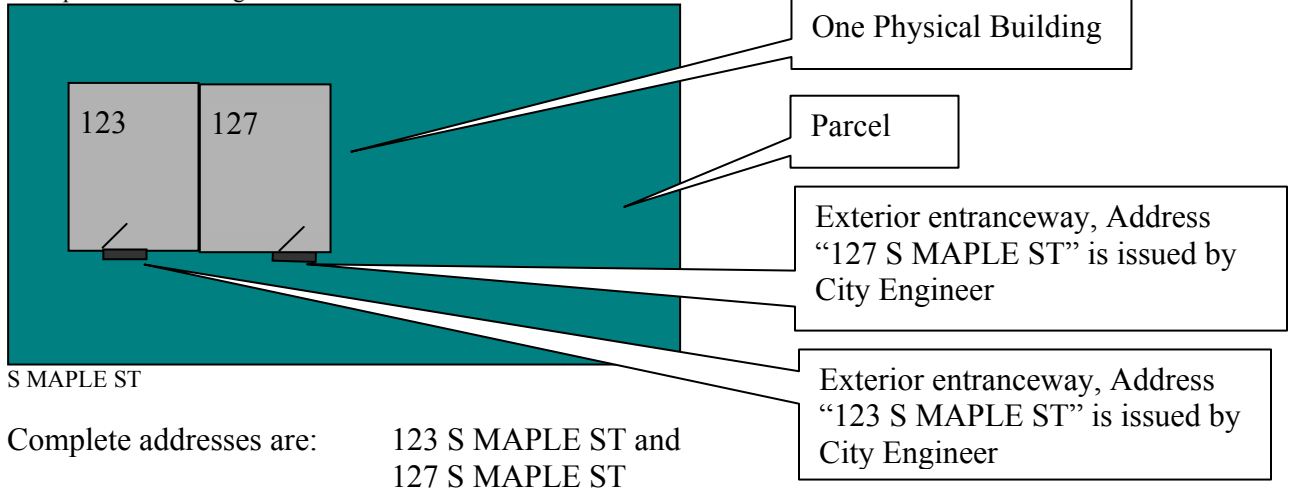 One Physical Building
123 127
Parcel
Exterior entranceway, Address
“127 S MAPLE ST” is issued by
City Engineer
S MAPLE ST
Exterior entranceway, Address
“123 S MAPLE ST” is issued by
City Engineer
Complete addresses are: 123 S MAPLE ST and
127 S MAPLE ST